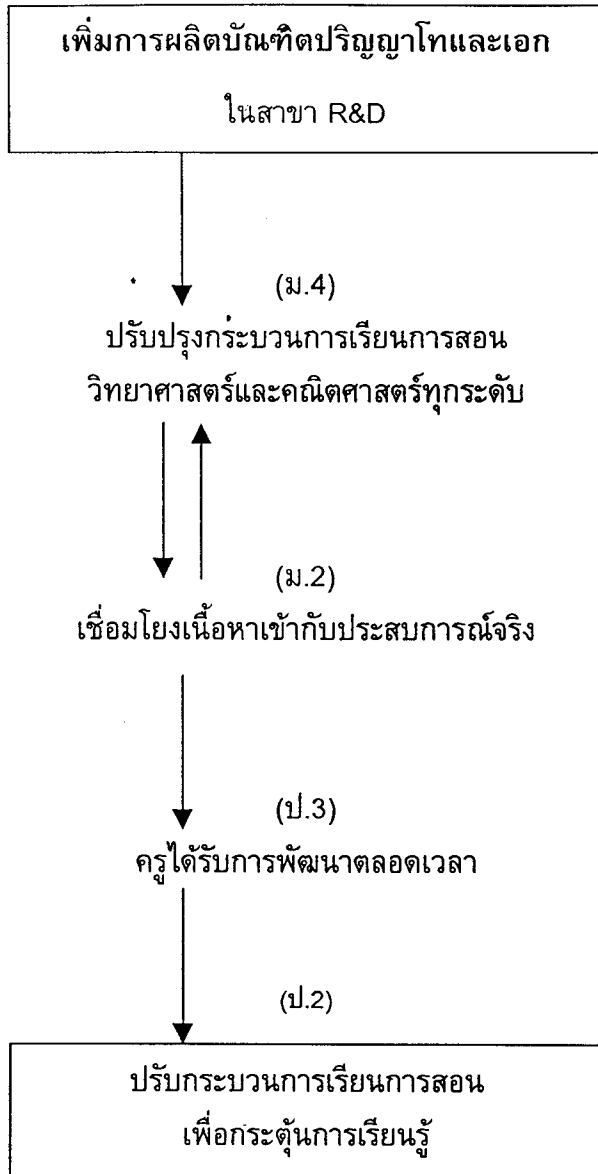 เพิ่มการผลิตบัณฑิตปริญญาโทและเอก
ในสาขา R&D
(ม.4)
ปรับปรุงกระบวนการเรียนการสอน
วิทยาศาสตร์และคณิตศาสตร์ทุกระดับ
(ม.2)
เชื่อมโยงเนื้อหาเข้ากับประสบการณ์จริง
(ป.3)
ครูได้รับการพัฒนาตลอดเวลา
(ป.2)
ปรับกระบวนการเรียนการสอน
เพื่อกระตุ้นการเรียนรู้